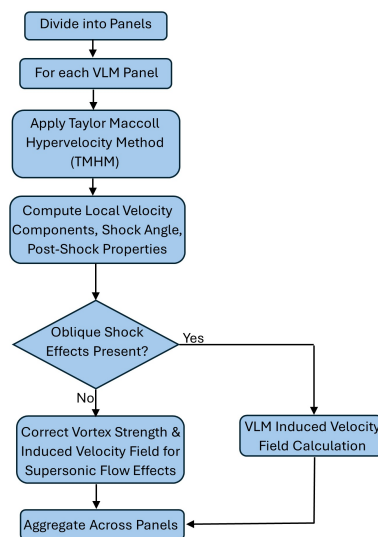 Divide into Panels
For each VLM Panel
Apply Taylor Maccoll
Hypervelocity Method
(TMHM)
Compute Local Velocity
Components, Shock Angle,
Post-Shock Properties
Oblique Shock
Effects Present?
Yes
No
Correct Vortex Strength &
Induced Velocity Field for
Supersonic Flow Effects
VLM Induced Velocity
Field Calculation
Aggregate Across Panels